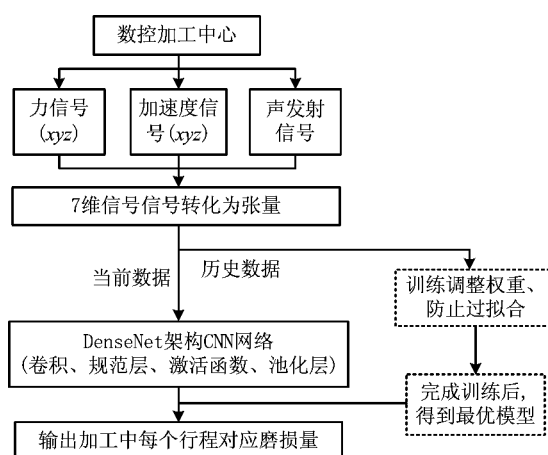 数控加工中心
力信号
(xyz)
加速度信
号(xyz)
声发射
信号
7维信号信号转化为张量
当前数据
历史数据
训练调整权重、
防止过拟合
DenseNet架构CNN网络
(卷积、规范层、激活函数、池化层)
完成训练后,
得到最优模型
输出加工中每个行程对应磨损量